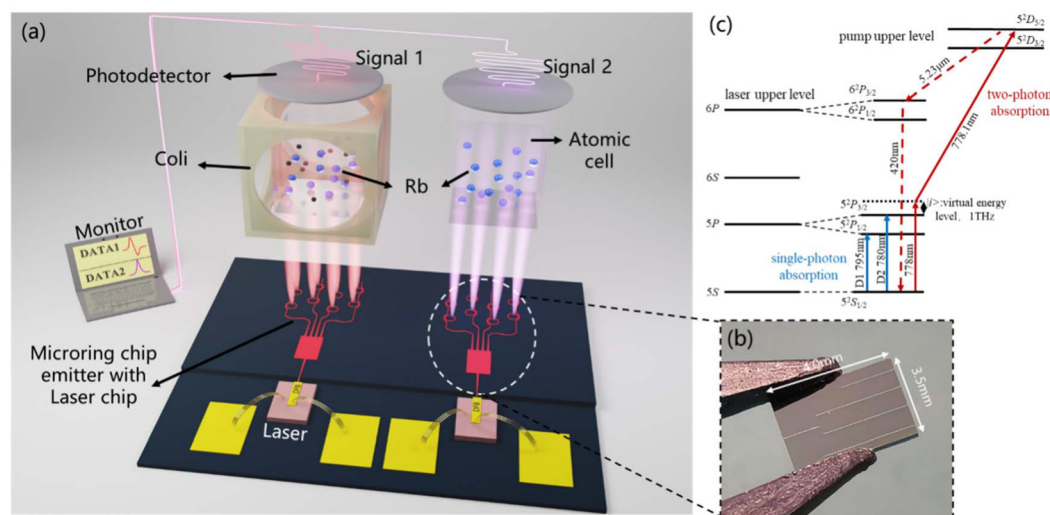 (a)
Signal 1
Signal 2
Photodetector
Coli
Rb
Atomic
cell
Monitor
DATA1
DATA2
Microring chip
emitter with
Laser chip
Laser
(b)
4.0mm
3.5mm
(c)
5²D₅/₂
pump upper level
5²D₃/₂
5.23μm
laser upper level
6²P₃/₂
6P
6²P₁/₂
two-photon
absorption
778.1nm
420nm
6S
5²P₃/₂
|i>:virtual energy
level, 1THz
5P
5²P₁/₂
single-photon
absorption
D1 795nm
D2 780nm
778nm
5S
5²S₁/₂